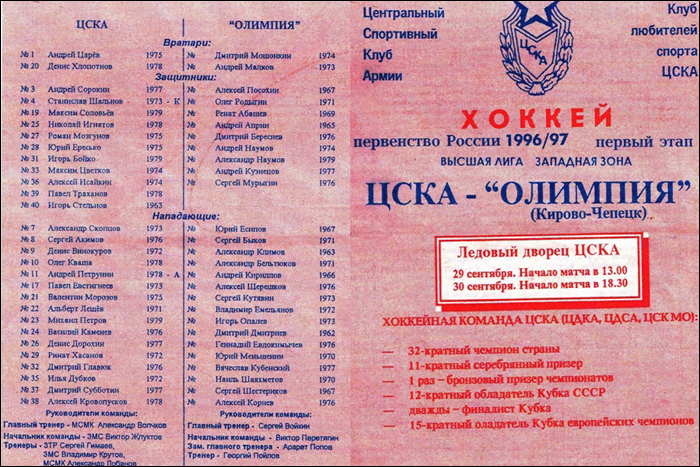 ЦСКА
"ОЛИМПИЯ"
Вратари:
№ 1 Андрей Царёв 1975 № Дмитрий Мошонкин 1974
№ 20 Денис Хлопотнов 1978 № Андрей Малков 1973
Защитники:
№ 3 Андрей Сорокин 1977 № Алексей Посохин 1967
№ 4 Станислав Шальнов 1973 - К № Олег Родыгин 1971
№ 19 Максим Соловьёв 1979 № Ренат Абашев 1969
№ 25 Николай Игнатов 1978 № Андрей Април 1965
№ 27 Роман Мозгунов 1975 № Дмитрий Береснев 1976
№ 28 Юрий Ересько 1975 № Андрей Наумов 1974
№ 31 Игорь Бойко 1979 № Александр Наумов 1979
№ 33 Максим Цветков 1974 № Андрей Кузнецов 1977
№ 36 Алексей Исайкин 1974 № Сергей Мурыгин 1976
№ 39 Павел Траханов 1978
№ 40 Игорь Стельнов 1963
Нападающие:
№ 7 Александр Скопцов 1973 № Юрий Есипов 1967
№ 8 Сергей Акимов 1976 № Сергей Быков 1971
№ 9 Денис Винокуров 1972 № Александр Климов 1963
№ 10 Олег Кваша 1978 № Александр Бельтюков 1971
№ 11 Андрей Петрунин 1978 - А № Андрей Кириллов 1966
№ 17 Павел Евстигнеев 1973 № Алексей Шерешков 1976
№ 21 Валентин Морозов 1975 № Сергей Кутявин 1973
№ 22 Альберт Лещёв 1971 № Владимир Емельянов 1972
№ 23 Михаил Петров 1979 № Игорь Опалев 1973
№ 24 Василий Каменев 1976 № Дмитрий Дмитриев 1962
№ 26 Денис Дорохин 1977 № Геннадий Евдокимычев 1976
№ 29 Ринат Хасанов 1972 № Юрий Меньшенин 1970
№ 32 Дмитрий Главюк 1976 № Вячеслав Кубенский 1977
№ 35 Илья Дубков 1972 № Наиль Шаяхметов 1970
№ 37 Дмитрий Субботин 1977 № Сергей Шестериков 1967
№ 38 Алексей Кровопусков 1978 № Алексей Корнев 1976
Руководители команды: Руководители команды:
Главный тренер - МСМК Александр Волчков Главный тренер - Сергей Войкин
Начальник команды - ЗМС Виктор Жлуктов Начальник команды - Виктор Перетягин
Тренеры - ЗТР Сергей Гимаев, Зам. главного тренера - Арарет Попов
ЗМС Владимир Крутов, Тренер - Георгий Пойлов
МСМК Александр Лобанов
Центральный
Спортивный
Клуб
Армии
ЦСКА
Клуб
любителей
спорта
ЦСКА
ХОККЕЙ
первенство России 1996/97 первый этап
ВЫСШАЯ ЛИГА ЗАПАДНАЯ ЗОНА
ЦСКА - "ОЛИМПИЯ"
(Кирово-Чепецк)
Ледовый дворец ЦСКА
29 сентября. Начало матча в 13.00
30 сентября. Начало матча в 18.30
ХОККЕЙНАЯ КОМАНДА ЦСКА (ЦДКА, ЦДСА, ЦСК МО):
— 32-кратный чемпион страны
— 11-кратный серебрянный призер
— 1 раз – бронзовый призер чемпионатов
— 12-кратный обладатель Кубка СССР
— дважды – финалист Кубка
— 15-кратный оладатель Кубка европейских чемпионов